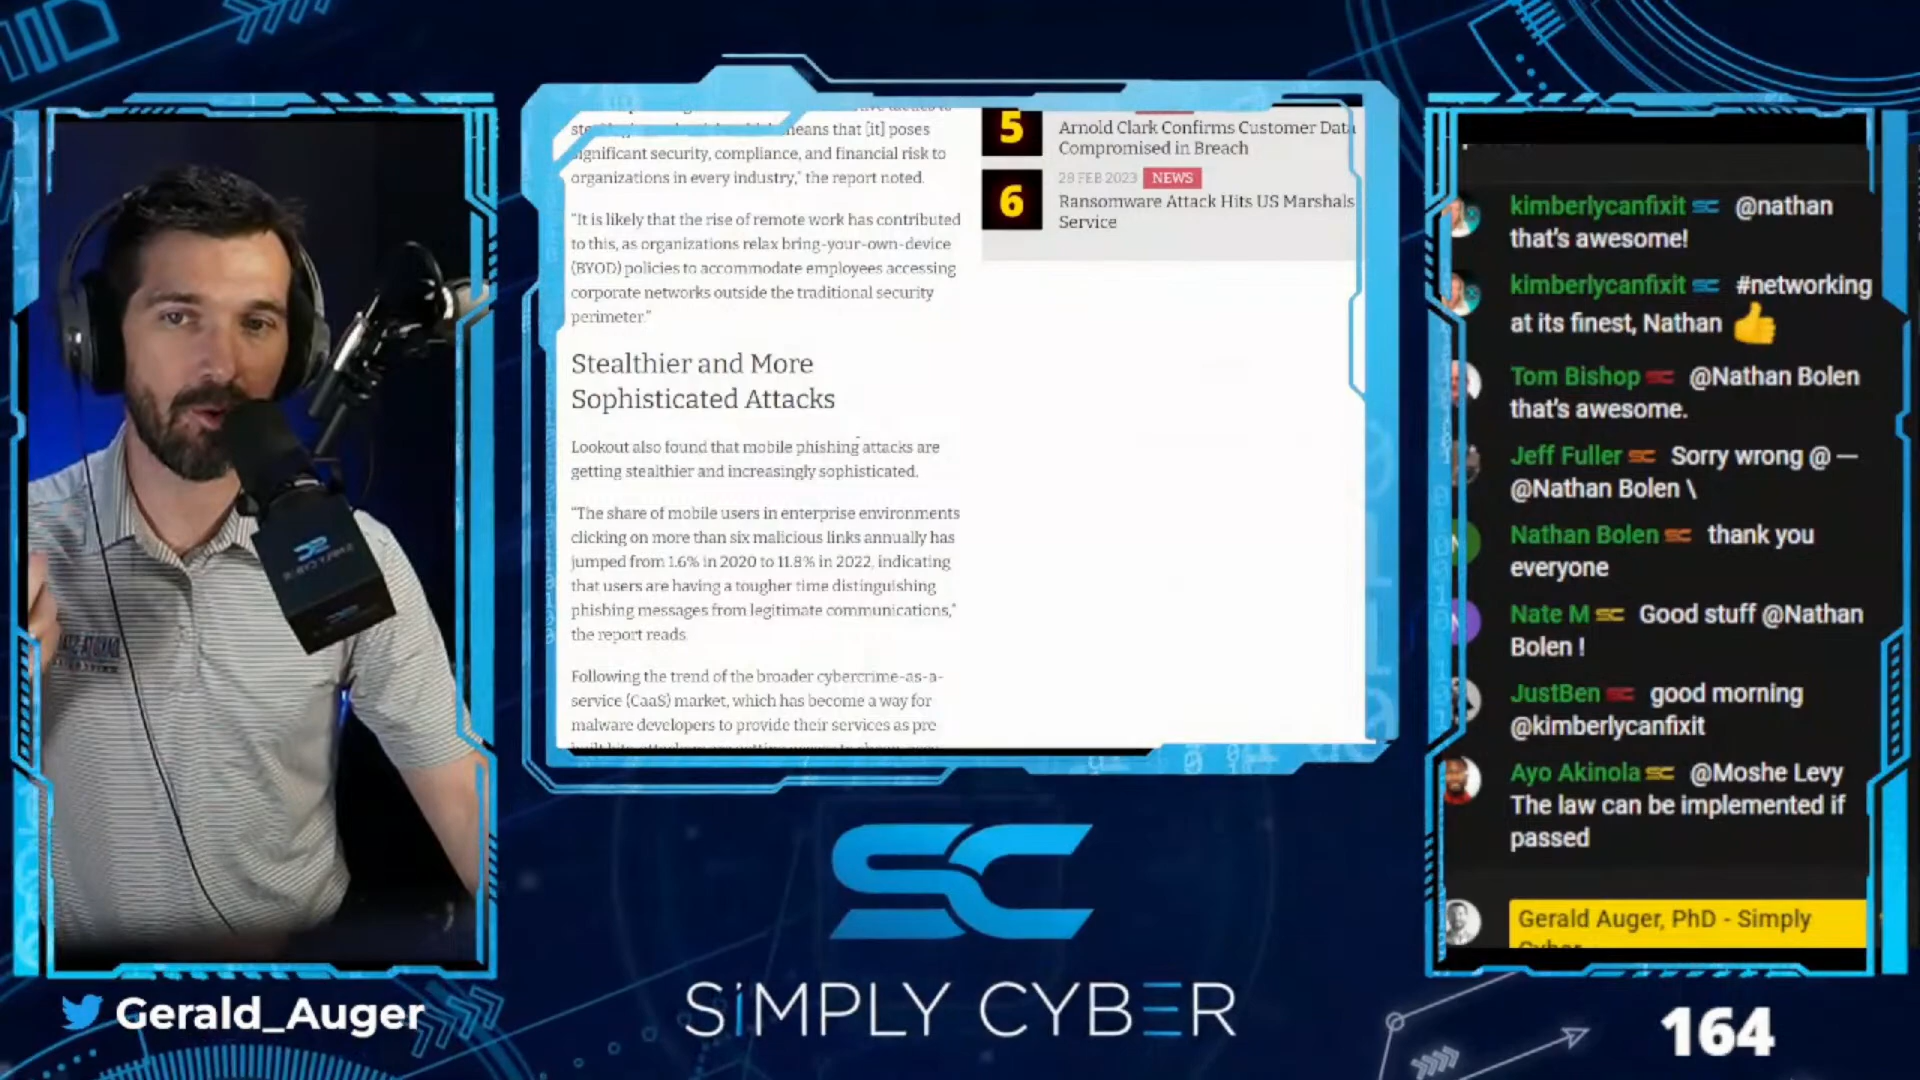 means that [it] poses
significant security, compliance, and financial risk to
organizations in every industry," the report noted.
"It is likely that the rise of remote work has contributed
to this, as organizations relax bring-your-own-device
(BYOD) policies to accommodate employees accessing
corporate networks outside the traditional security
perimeter."
Stealthier and More
Sophisticated Attacks
Lookout also found that mobile phishing attacks are
getting stealthier and increasingly sophisticated.
"The share of mobile users in enterprise environments
clicking on more than six malicious links annually has
jumped from 1.6% in 2020 to 11.8% in 2022, indicating
that users are having a tougher time distinguishing
phishing messages from legitimate communications,"
the report reads.
Following the trend of the broader cybercrime-as-a-
service (CaaS) market, which has become a way for
malware developers to provide their services as pre
5
Arnold Clark Confirms Customer Data
Compromised in Breach
28 FEB 2023 NEWS
6
Ransomware Attack Hits US Marshals
Service
kimberlycanfixit SC @nathan
that's awesome!
kimberlycanfixit SC #networking
at its finest, Nathan 👍
Tom Bishop SC @Nathan Bolen
that's awesome.
Jeff Fuller SC Sorry wrong @ —
@Nathan Bolen \
Nathan Bolen SC thank you
everyone
Nate M SC Good stuff @Nathan
Bolen !
JustBen SC good morning
@kimberlycanfixit
Ayo Akinola SC @Moshe Levy
The law can be implemented if
passed
Gerald Auger, PhD - Simply
Cyber
SC
SiMPLY CYBER
Gerald_Auger
164